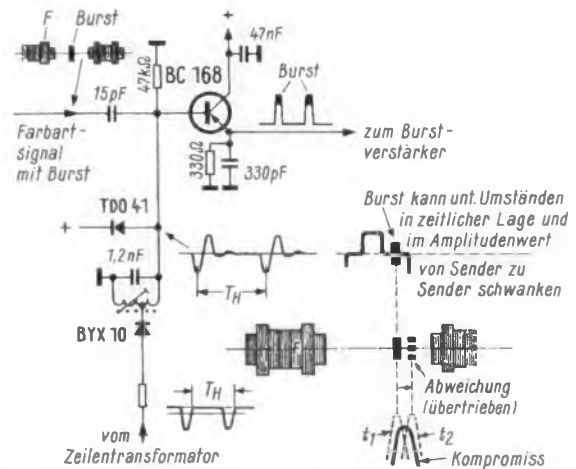 F
Burst
+
47nF
47kΩ
BC 168
Burst
15pF
Farbart-
signal
mit Burst
zum Burst-
verstärker
330Ω
330pF
TD0 41
+
Burst kann unt. Umständen
in zeitlicher Lage und
im Amplitudenwert
von Sender zu
Sender schwanken
1,2nF
T_H
BYX 10
F
T_H
Abweichung
(übertrieben)
vom
Zeilentransformator
t₁
t₂
Kompromiss